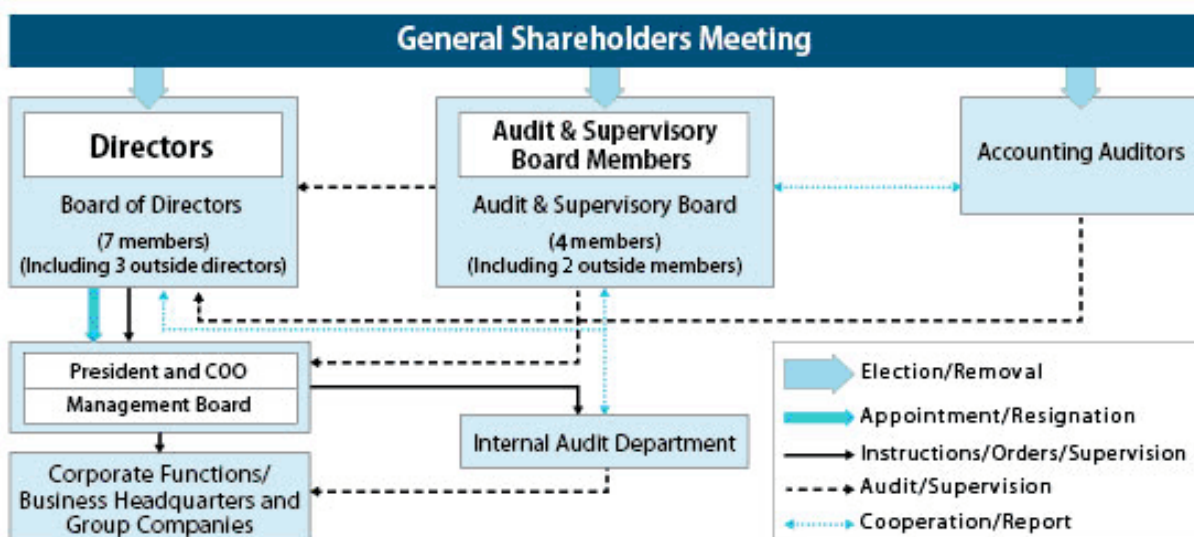 General Shareholders Meeting
Directors
Board of Directors
(7 members)
(Including 3 outside directors)
Audit & Supervisory
Board Members
Audit & Supervisory Board
(4 members)
(Including 2 outside members)
Accounting Auditors
President and COO
Management Board
Internal Audit Department
Corporate Functions/
Business Headquarters and
Group Companies
Election/Removal
Appointment/Resignation
Instructions/Orders/Supervision
Audit/Supervision
Cooperation/Report